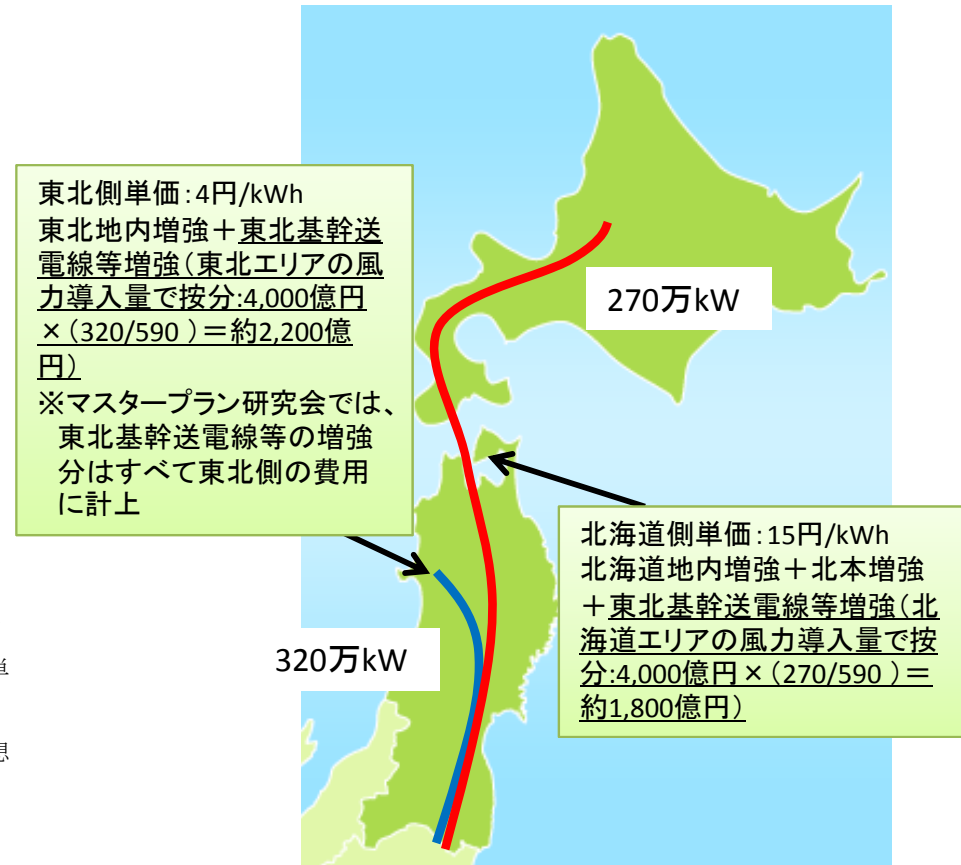 東北側単価:4円/kWh
東北地内増強+東北基幹送
電線等増強(東北エリアの風
力導入量で按分:4,000億円
×(320/590 )=約2,200億
円)
※マスタープラン研究会では、
東北基幹送電線等の増強
分はすべて東北側の費用
に計上
270万kW
北海道側単価:15円/kWh
北海道地内増強+北本増強
+東北基幹送電線等増強(北
海道エリアの風力導入量で按
分:4,000億円×(270/590 )=
約1,800億円)
320万kW